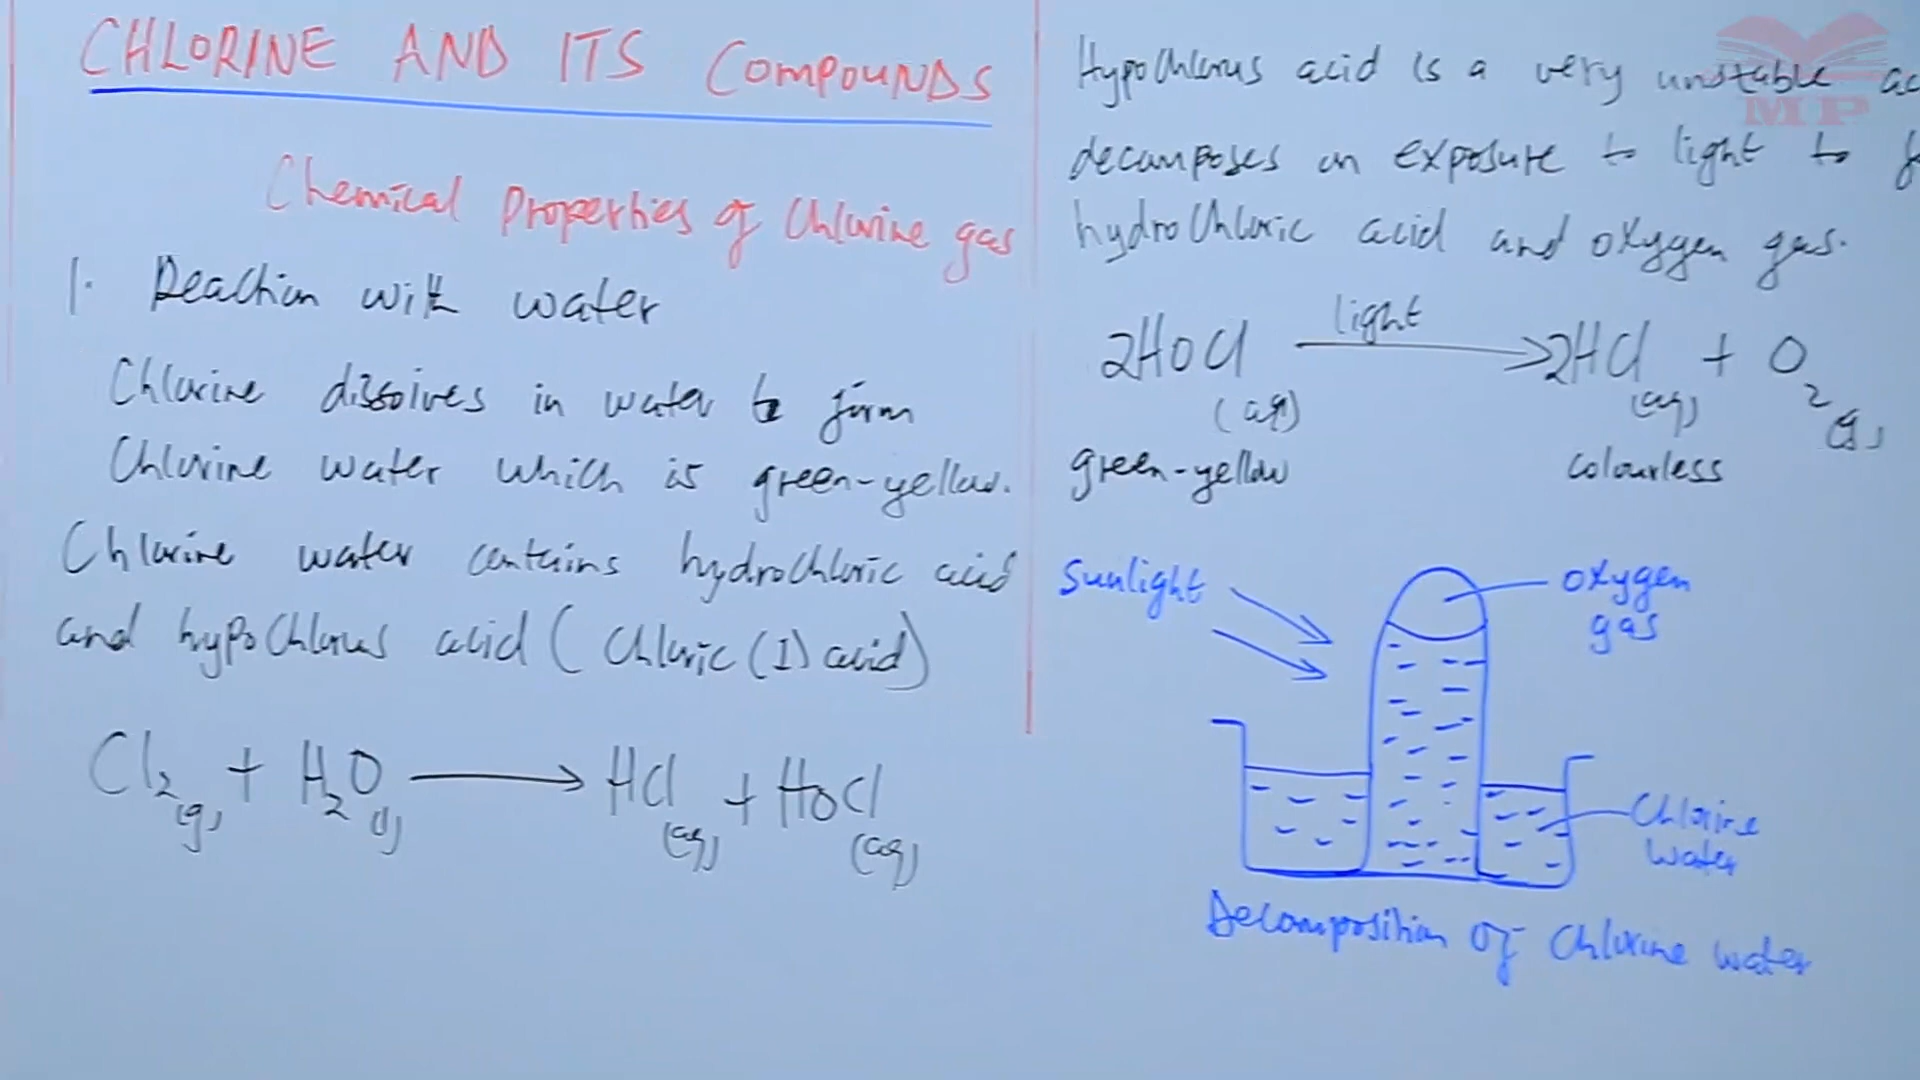 CHLORINE AND ITS COMPOUNDS
Chemical Properties of Chlorine gas
1. Reaction with water
Chlorine dissolves in water to form
Chlorine water which is green-yellow.
Chlorine water contains hydrochloric acid
and hypochlorus acid (Chloric (I) acid)
Cl₂(g) + H₂O(l) → HCl(aq) + HOCl(aq)
Hypochlorus acid is a very unstable
decomposes on exposure to light to
hydrochloric acid and oxygen gas.
light
2HOCl(aq) → 2HCl(aq) + O₂(g)
green-yellow colourless
Sunlight
oxygen
gas
Chlorine
water
Decomposition of Chlorine water
MP